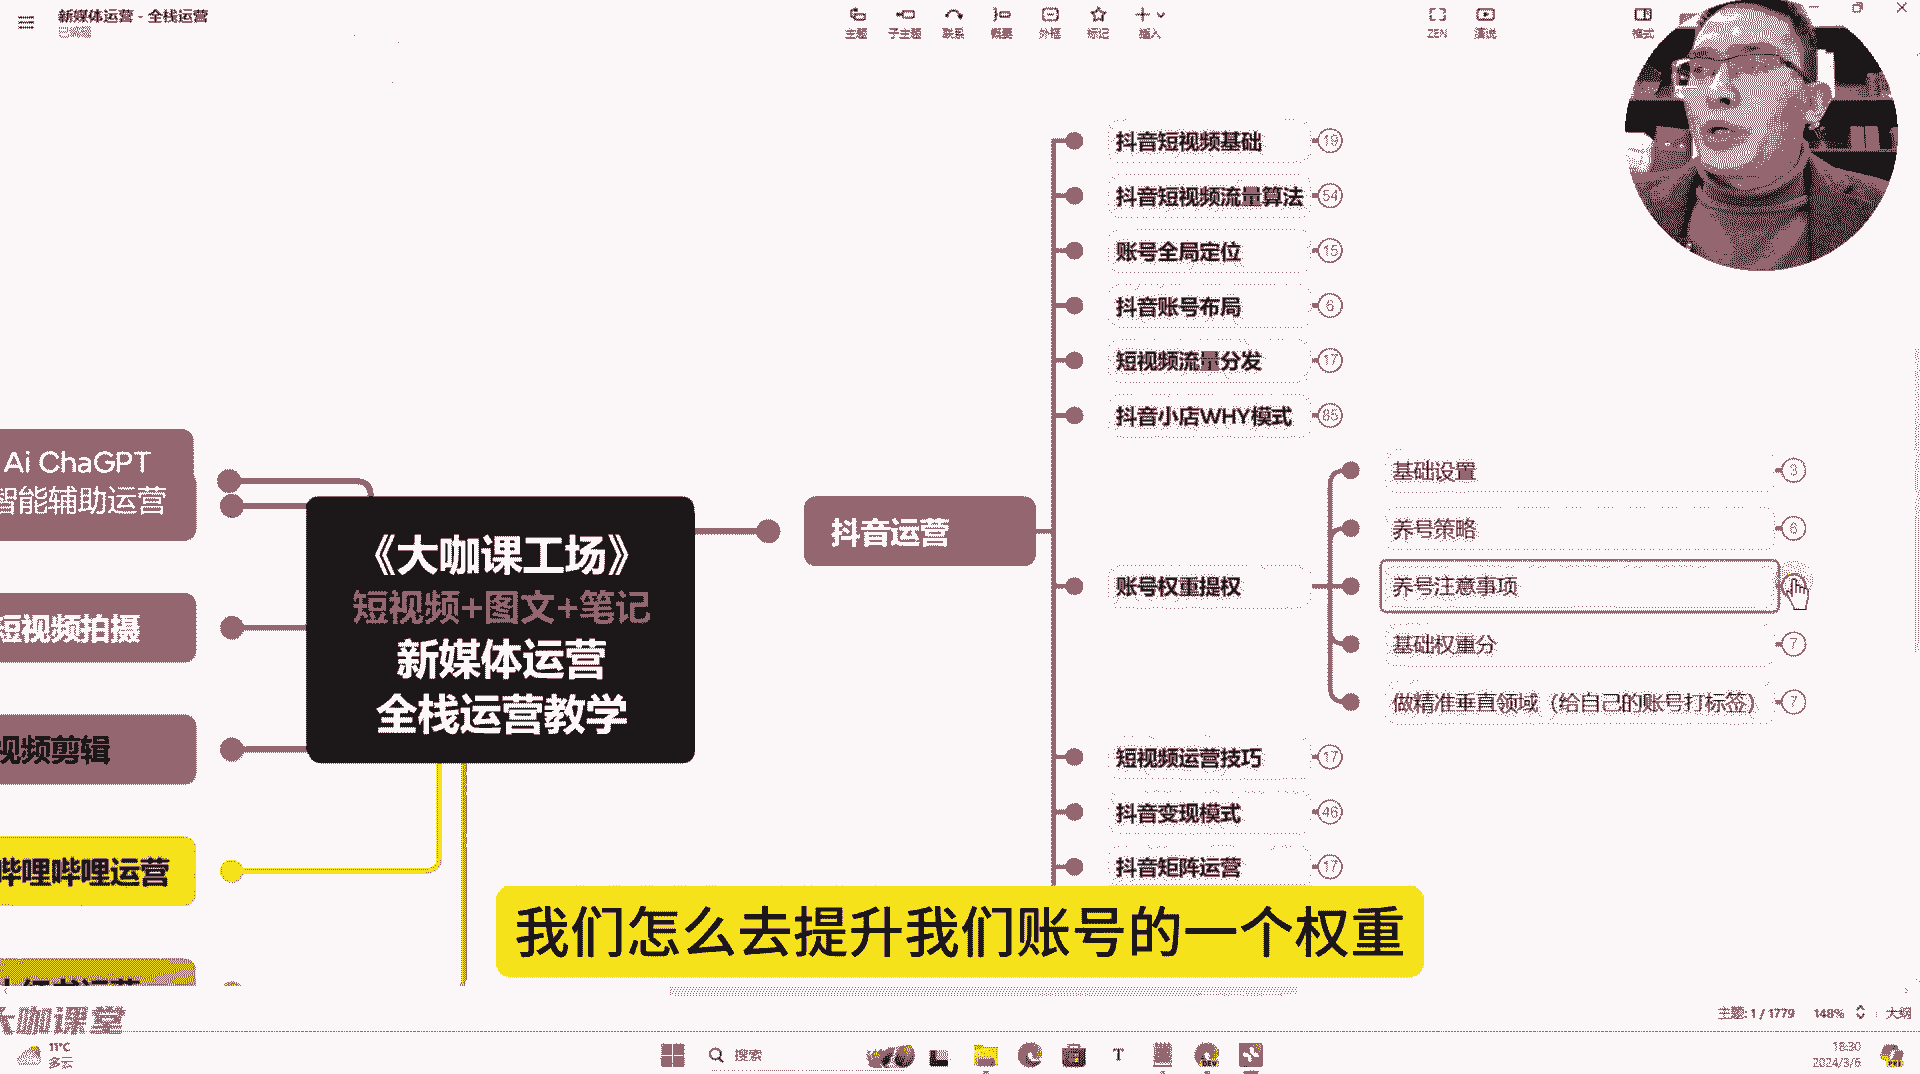 新媒体运营 - 全栈运营
已编辑
主题
子主题
联系
概要
外框
标记
插入
ZEN
演说
格式
抖音短视频基础
19
抖音短视频流量算法
54
账号全局定位
15
抖音账号布局
6
短视频流量分发
17
抖音小店WHY模式
85
账号权重提权
基础设置
3
养号策略
6
养号注意事项
基础权重分
7
做精准垂直领域（给自己的账号打标签）
7
短视频运营技巧
17
抖音变现模式
46
抖音矩阵运营
17
抖音运营
《大咖课工场》
短视频+图文+笔记
新媒体运营
全栈运营教学
Ai ChaGPT
智能辅助运营
短视频拍摄
视频剪辑
哔哩哔哩运营
我们怎么去提升我们账号的一个权重
大咖课堂
主题: 1 / 1779
148%
大纲
11°C
多云
搜索
18:30
2024/3/6